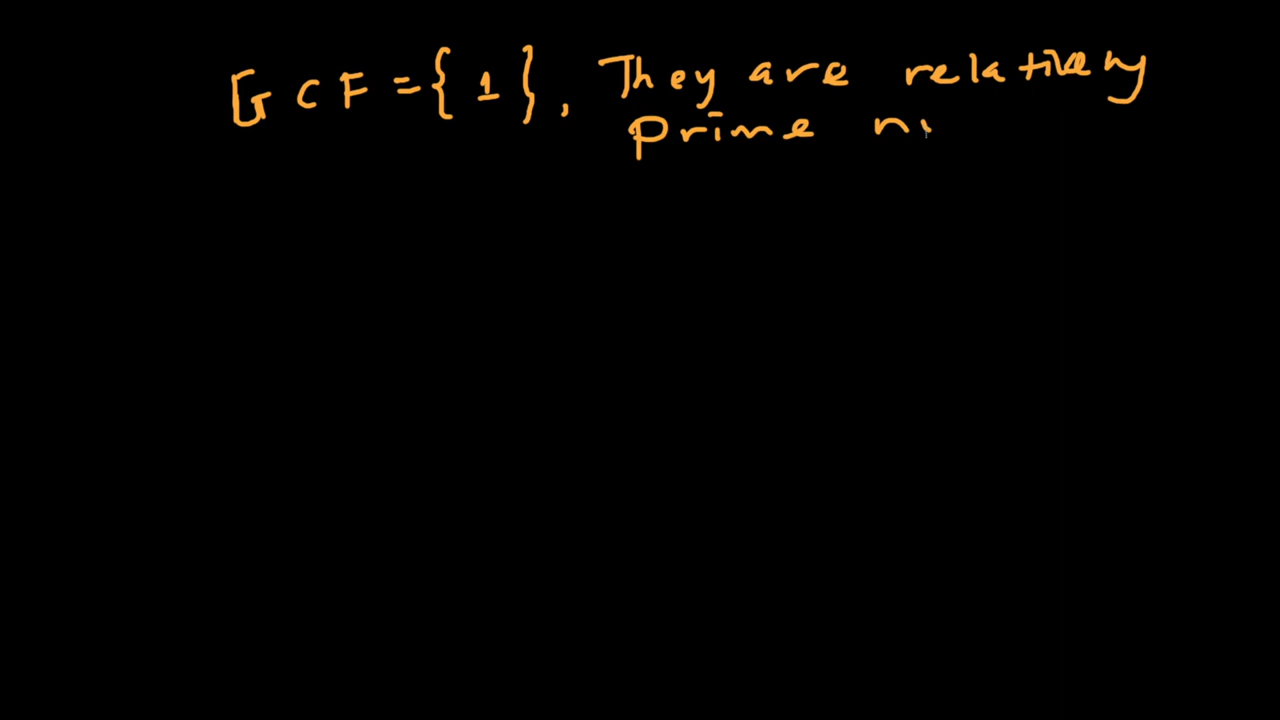 GCF = {1}, They are relatively
prime